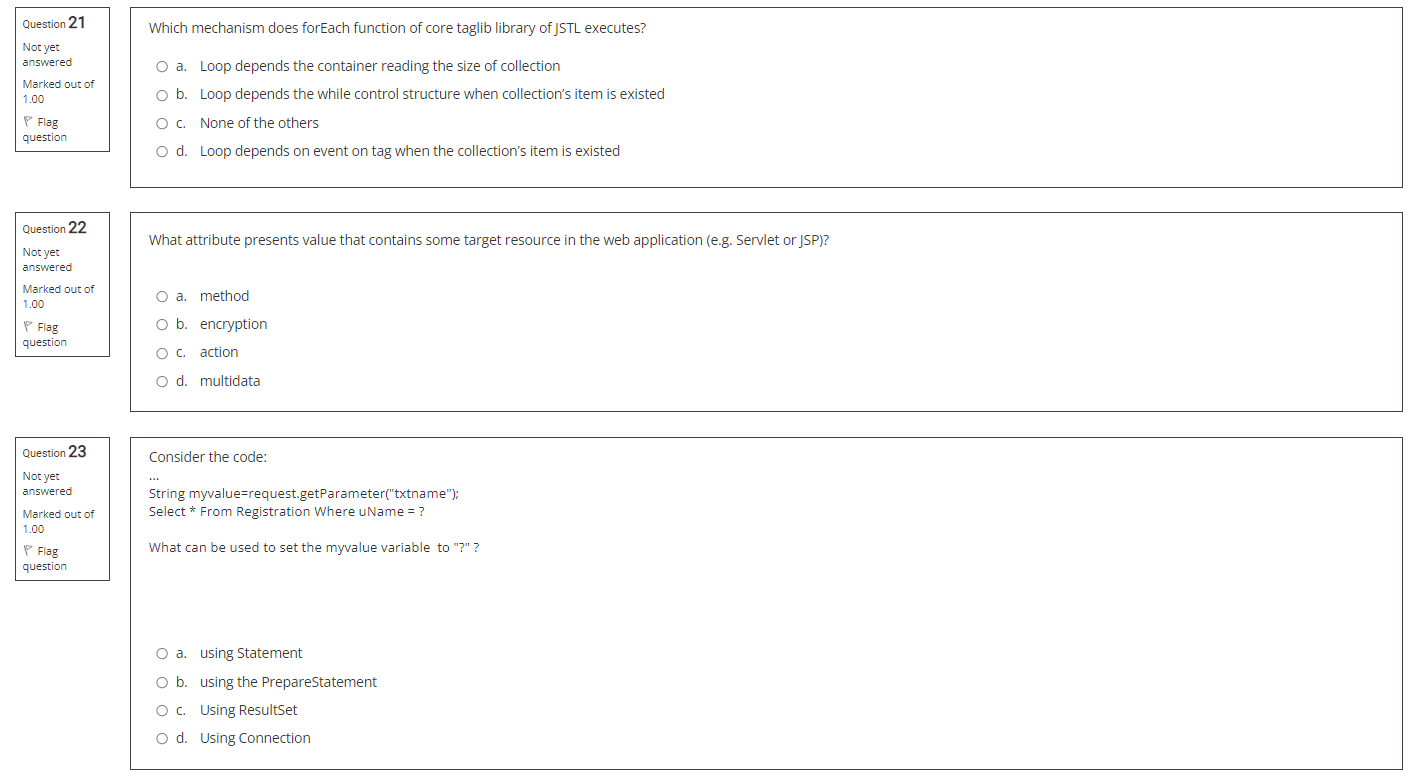 Question 21
Not yet
answered
Marked out of
1.00
Flag
question
Which mechanism does forEach function of core taglib library of JSTL executes?
a. Loop depends the container reading the size of collection
b. Loop depends the while control structure when collection's item is existed
c. None of the others
d. Loop depends on event on tag when the collection's item is existed
Question 22
Not yet
answered
Marked out of
1.00
Flag
question
What attribute presents value that contains some target resource in the web application (e.g. Servlet or JSP)?
a. method
b. encryption
c. action
d. multidata
Question 23
Not yet
answered
Marked out of
1.00
Flag
question
Consider the code:
...
String myvalue=request.getParameter("txtname");
Select * From Registration Where uName = ?
What can be used to set the myvalue variable to "?" ?
a. using Statement
b. using the PrepareStatement
c. Using ResultSet
d. Using Connection